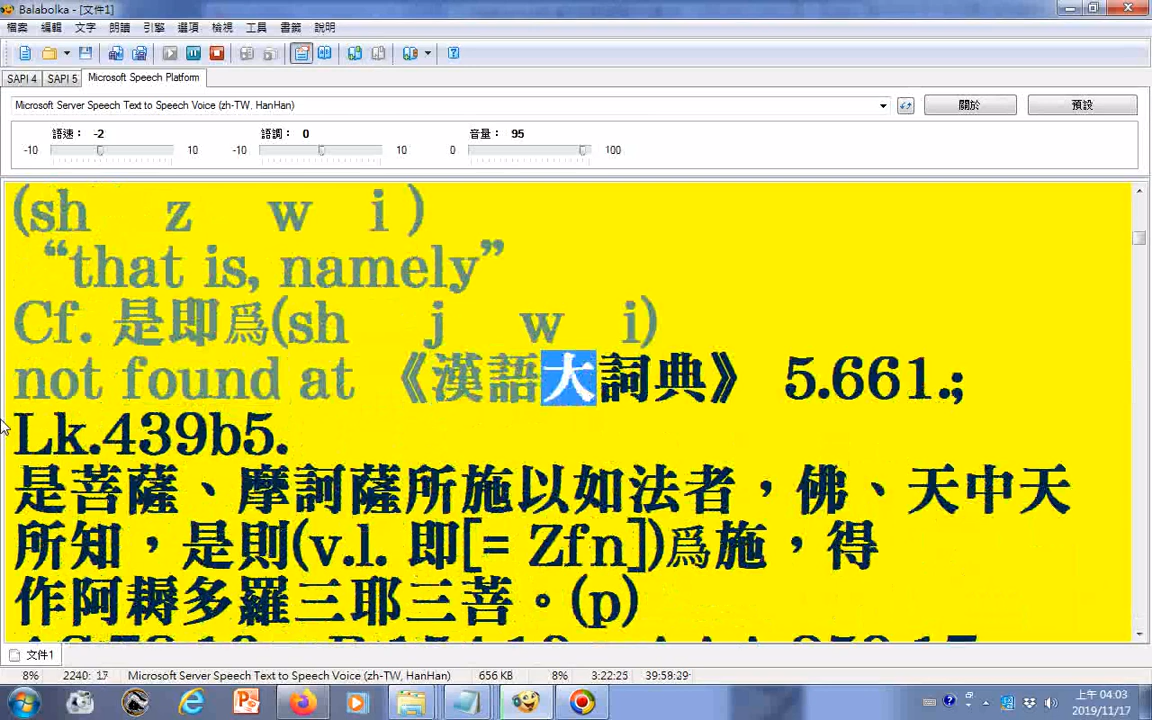 Balabolka - [文件1]
檔案 編輯 文字 朗讀 引擎 選項 檢視 工具 書籤 說明
SAPI 4 SAPI 5 Microsoft Speech Platform
Microsoft Server Speech Text to Speech Voice (zh-TW, HanHan) 關於 預設
語速： -2 語調： 0 音量： 95
-10 10 -10 10 0 100
(sh z w i )
“that is, namely”
Cf. 是即爲(sh j w i)
not found at 《漢語大詞典》 5.661.;
Lk.439b5.
是菩薩、摩訶薩所施以如法者，佛、天中天
所知，是則(v.l. 即[= Zfn])爲施，得
作阿耨多羅三耶三菩。(p)
文件1
8% 2240: 17 Microsoft Server Speech Text to Speech Voice (zh-TW, HanHan) 656 KB 8% 3:22:25 39:58:29
上午 04:03
2019/11/17